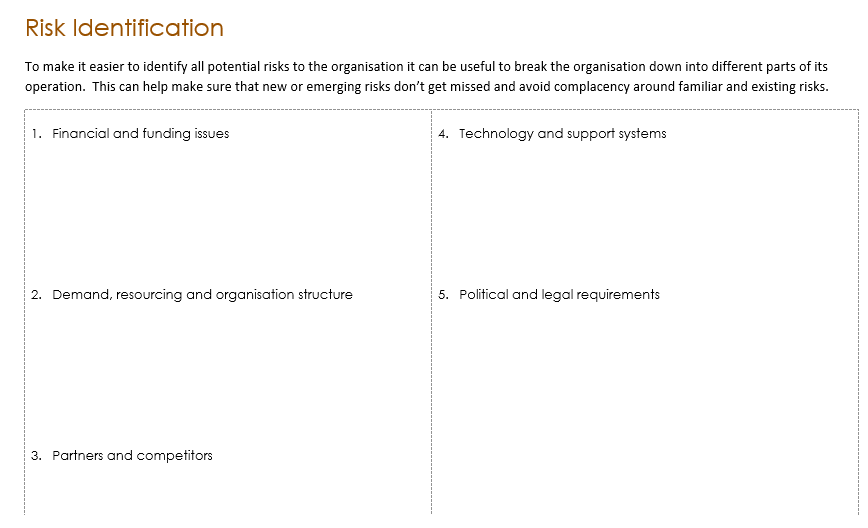 Risk Identification
To make it easier to identify all potential risks to the organisation it can be useful to break the organisation down into different parts of its
operation.  This can help make sure that new or emerging risks don’t get missed and avoid complacency around familiar and existing risks.
1. Financial and funding issues
2. Demand, resourcing and organisation structure
3. Partners and competitors
4. Technology and support systems
5. Political and legal requirements